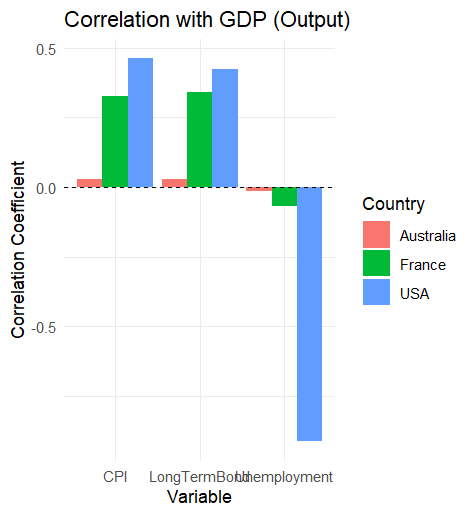 Correlation with GDP (Output)
0.5
0.0
-0.5
Correlation Coefficient
CPI
LongTermBond
Unemployment
Variable
Country
Australia
France
USA